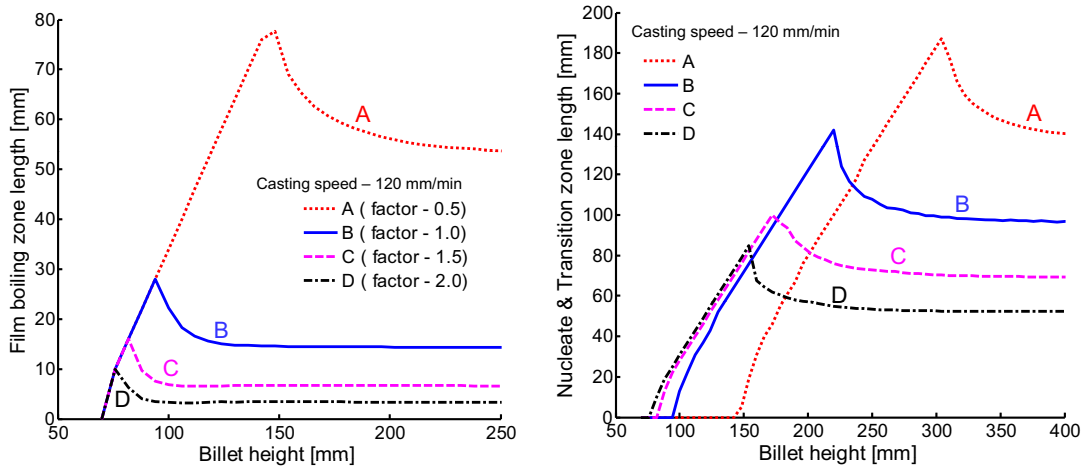 Film boiling zone length [mm]
80
70
60
50
40
30
20
10
0
A
B
C
D
Casting speed – 120 mm/min
A ( factor - 0.5)
B ( factor - 1.0)
C ( factor - 1.5)
D ( factor - 2.0)
50 100 150 200 250
Billet height [mm]
Nucleate & Transition zone length [mm]
200
180
160
140
120
100
80
60
40
20
0
Casting speed – 120 mm/min
A
B
C
D
A
B
C
D
50 100 150 200 250 300 350 400
Billet height [mm]